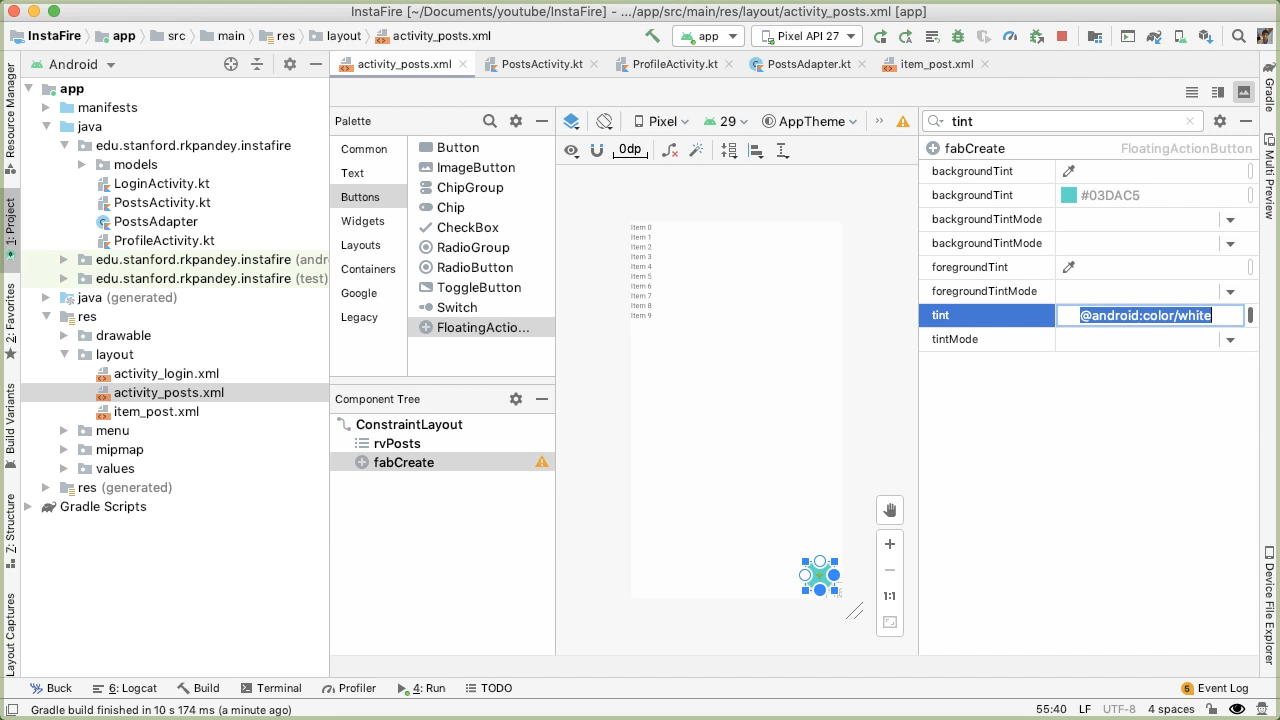 InstaFire [~/Documents/youtube/InstaFire] - .../app/src/main/res/layout/activity_posts.xml [app]
InstaFire app src main res layout activity_posts.xml app Pixel API 27
Android
activity_posts.xml PostsActivity.kt ProfileActivity.kt PostsAdapter.kt item_post.xml
Resource Manager
1: Project
2: Favorites
Build Variants
7: Structure
Layout Captures
app
manifests
java
edu.stanford.rkpandey.instafire
models
LoginActivity.kt
PostsActivity.kt
PostsAdapter
ProfileActivity.kt
edu.stanford.rkpandey.instafire (andr
edu.stanford.rkpandey.instafire (test)
java (generated)
res
drawable
layout
activity_login.xml
activity_posts.xml
item_post.xml
menu
mipmap
values
res (generated)
Gradle Scripts
Palette
Common
Text
Buttons
Widgets
Layouts
Containers
Google
Legacy
Button
ImageButton
ChipGroup
Chip
CheckBox
RadioGroup
RadioButton
ToggleButton
Switch
FloatingActio...
Component Tree
ConstraintLayout
rvPosts
fabCreate
Pixel 29 AppTheme »
0dp
Item 0
Item 1
Item 2
Item 3
Item 4
Item 5
Item 6
Item 7
Item 8
Item 9
1:1
tint
fabCreate FloatingActionButton
backgroundTint
backgroundTint #03DAC5
backgroundTintMode
backgroundTintMode
foregroundTint
foregroundTintMode
tint @android:color/white
tintMode
Gradle
Multi Preview
Device File Explorer
Buck 6: Logcat Build Terminal Profiler 4: Run TODO 5 Event Log
Gradle build finished in 10 s 174 ms (a minute ago) 55:40 LF UTF-8 4 spaces